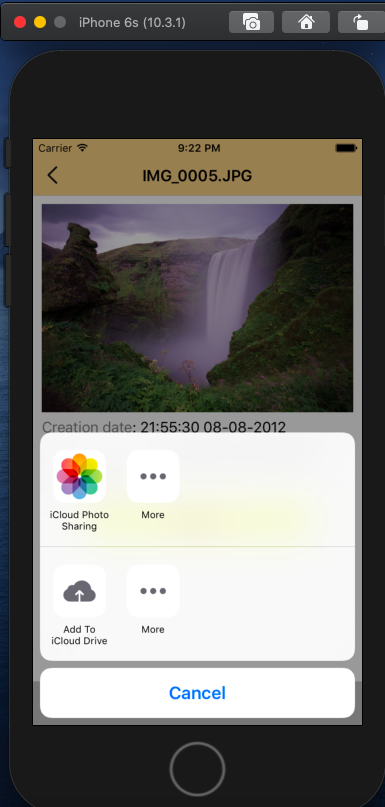 iPhone 6s (10.3.1)
Carrier 9:22 PM
IMG_0005.JPG
Creation date: 21:55:30 08-08-2012
iCloud Photo
Sharing
More
Add To
iCloud Drive
More
Cancel